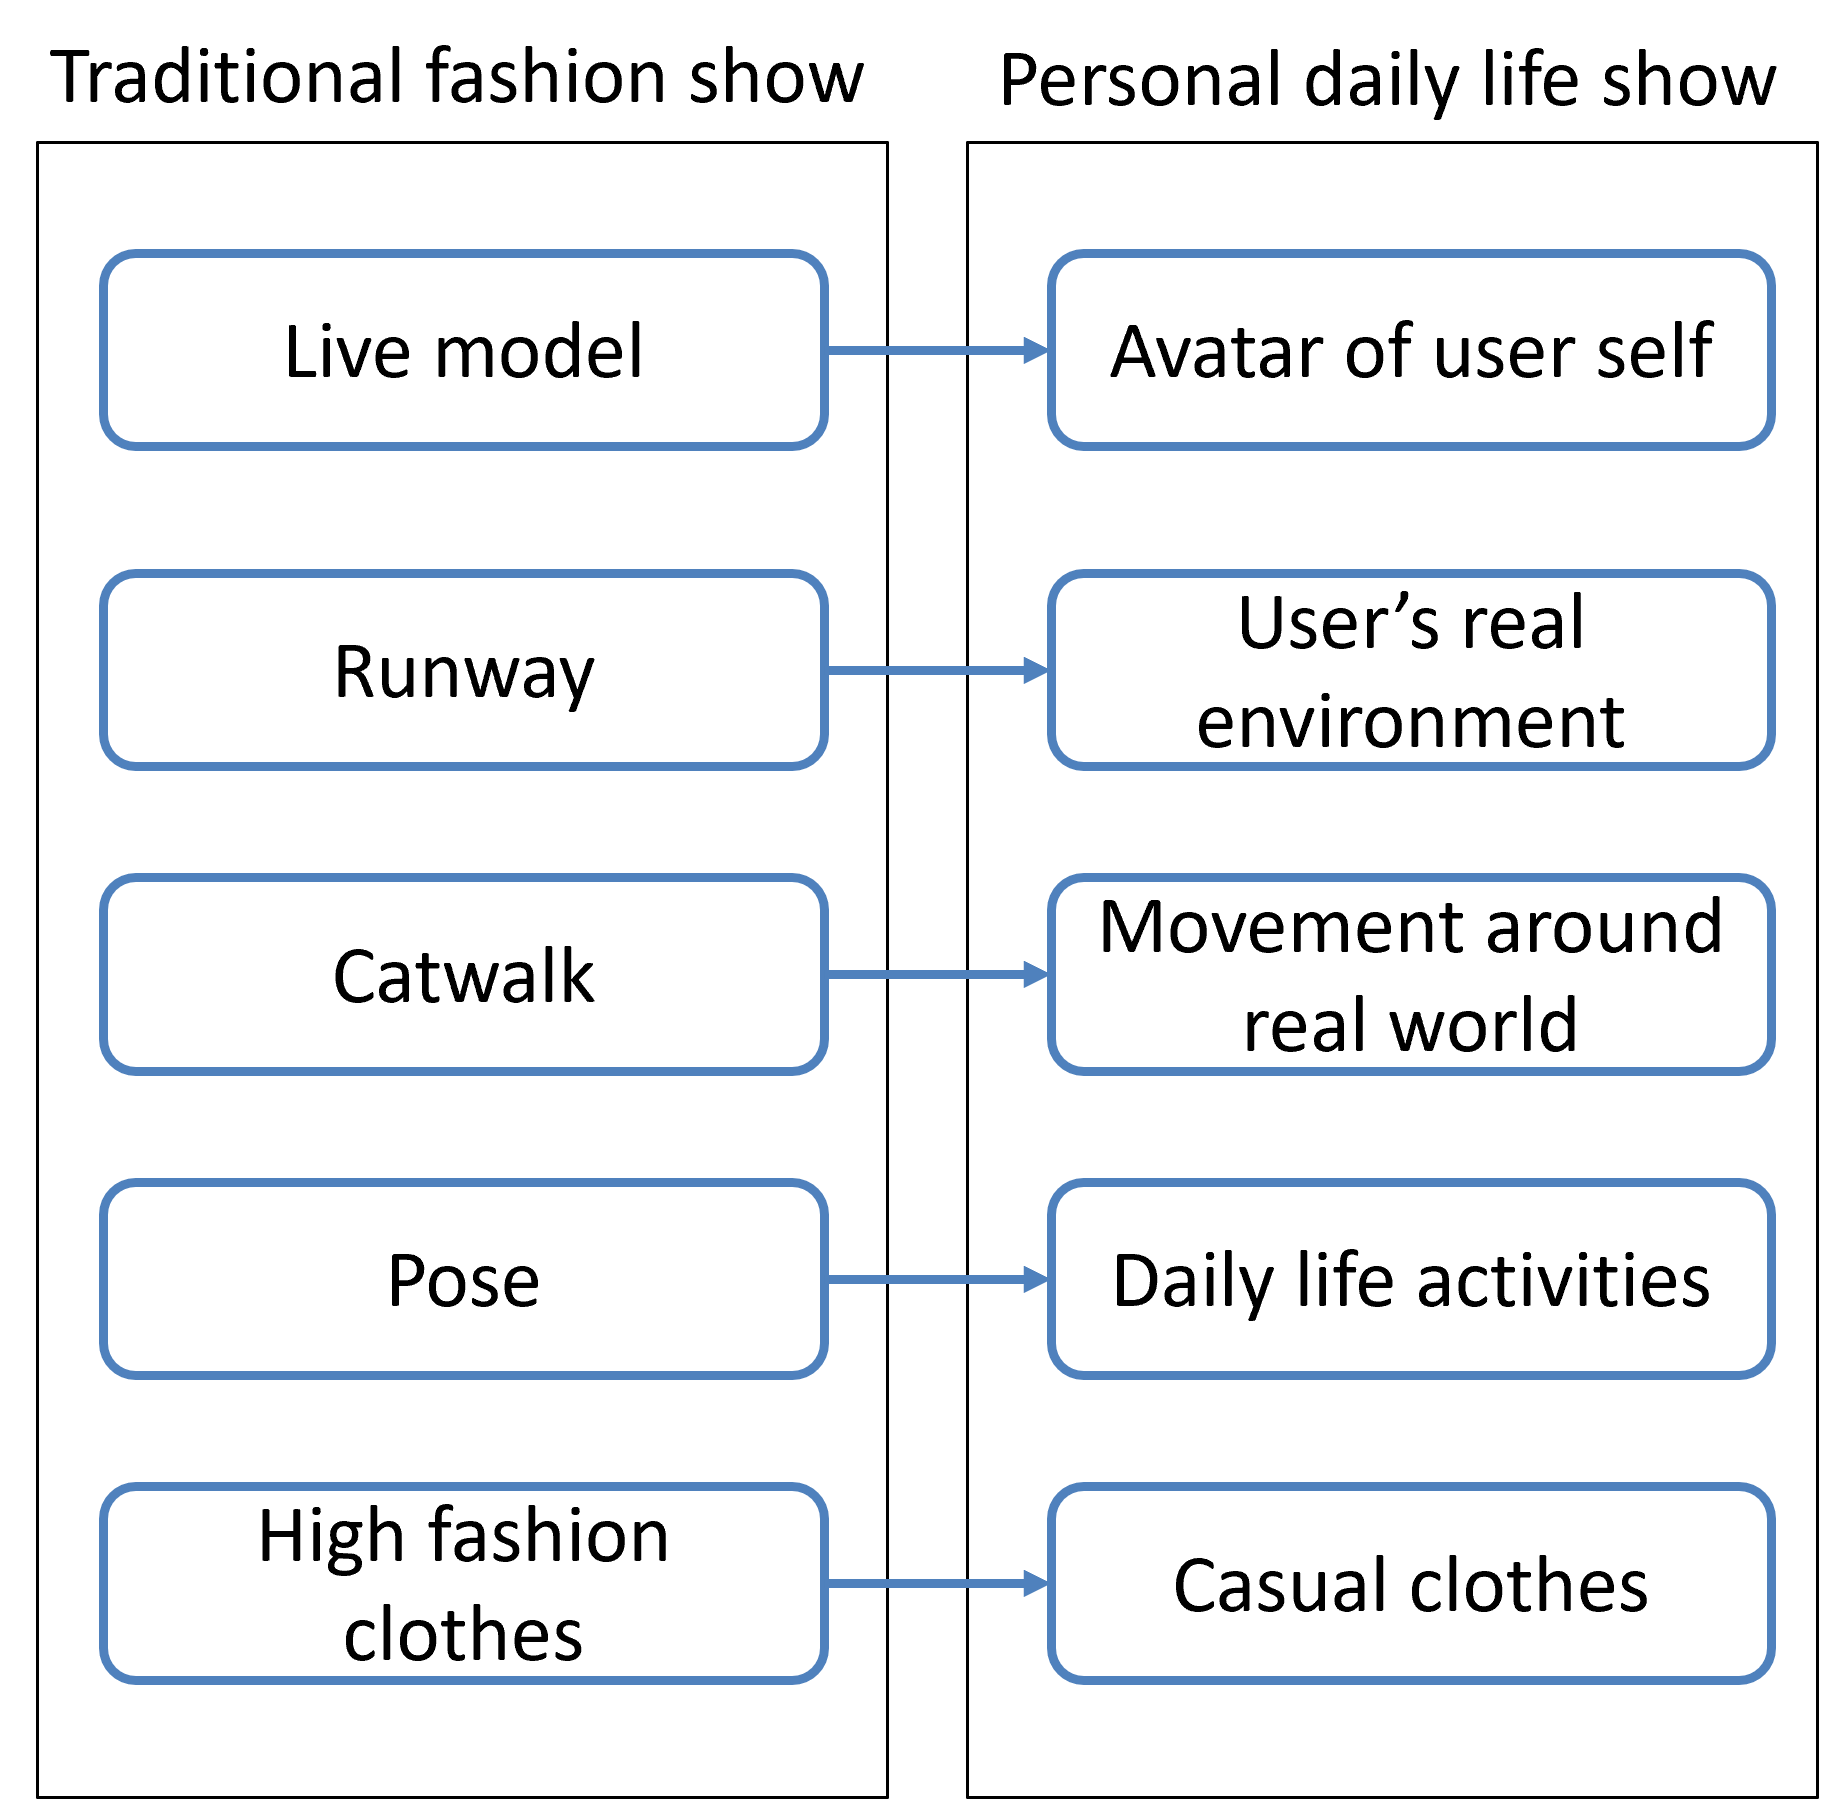 Traditional fashion show
Personal daily life show
Live model
Avatar of user self
Runway
User’s real
environment
Catwalk
Movement around
real world
Pose
Daily life activities
High fashion
clothes
Casual clothes